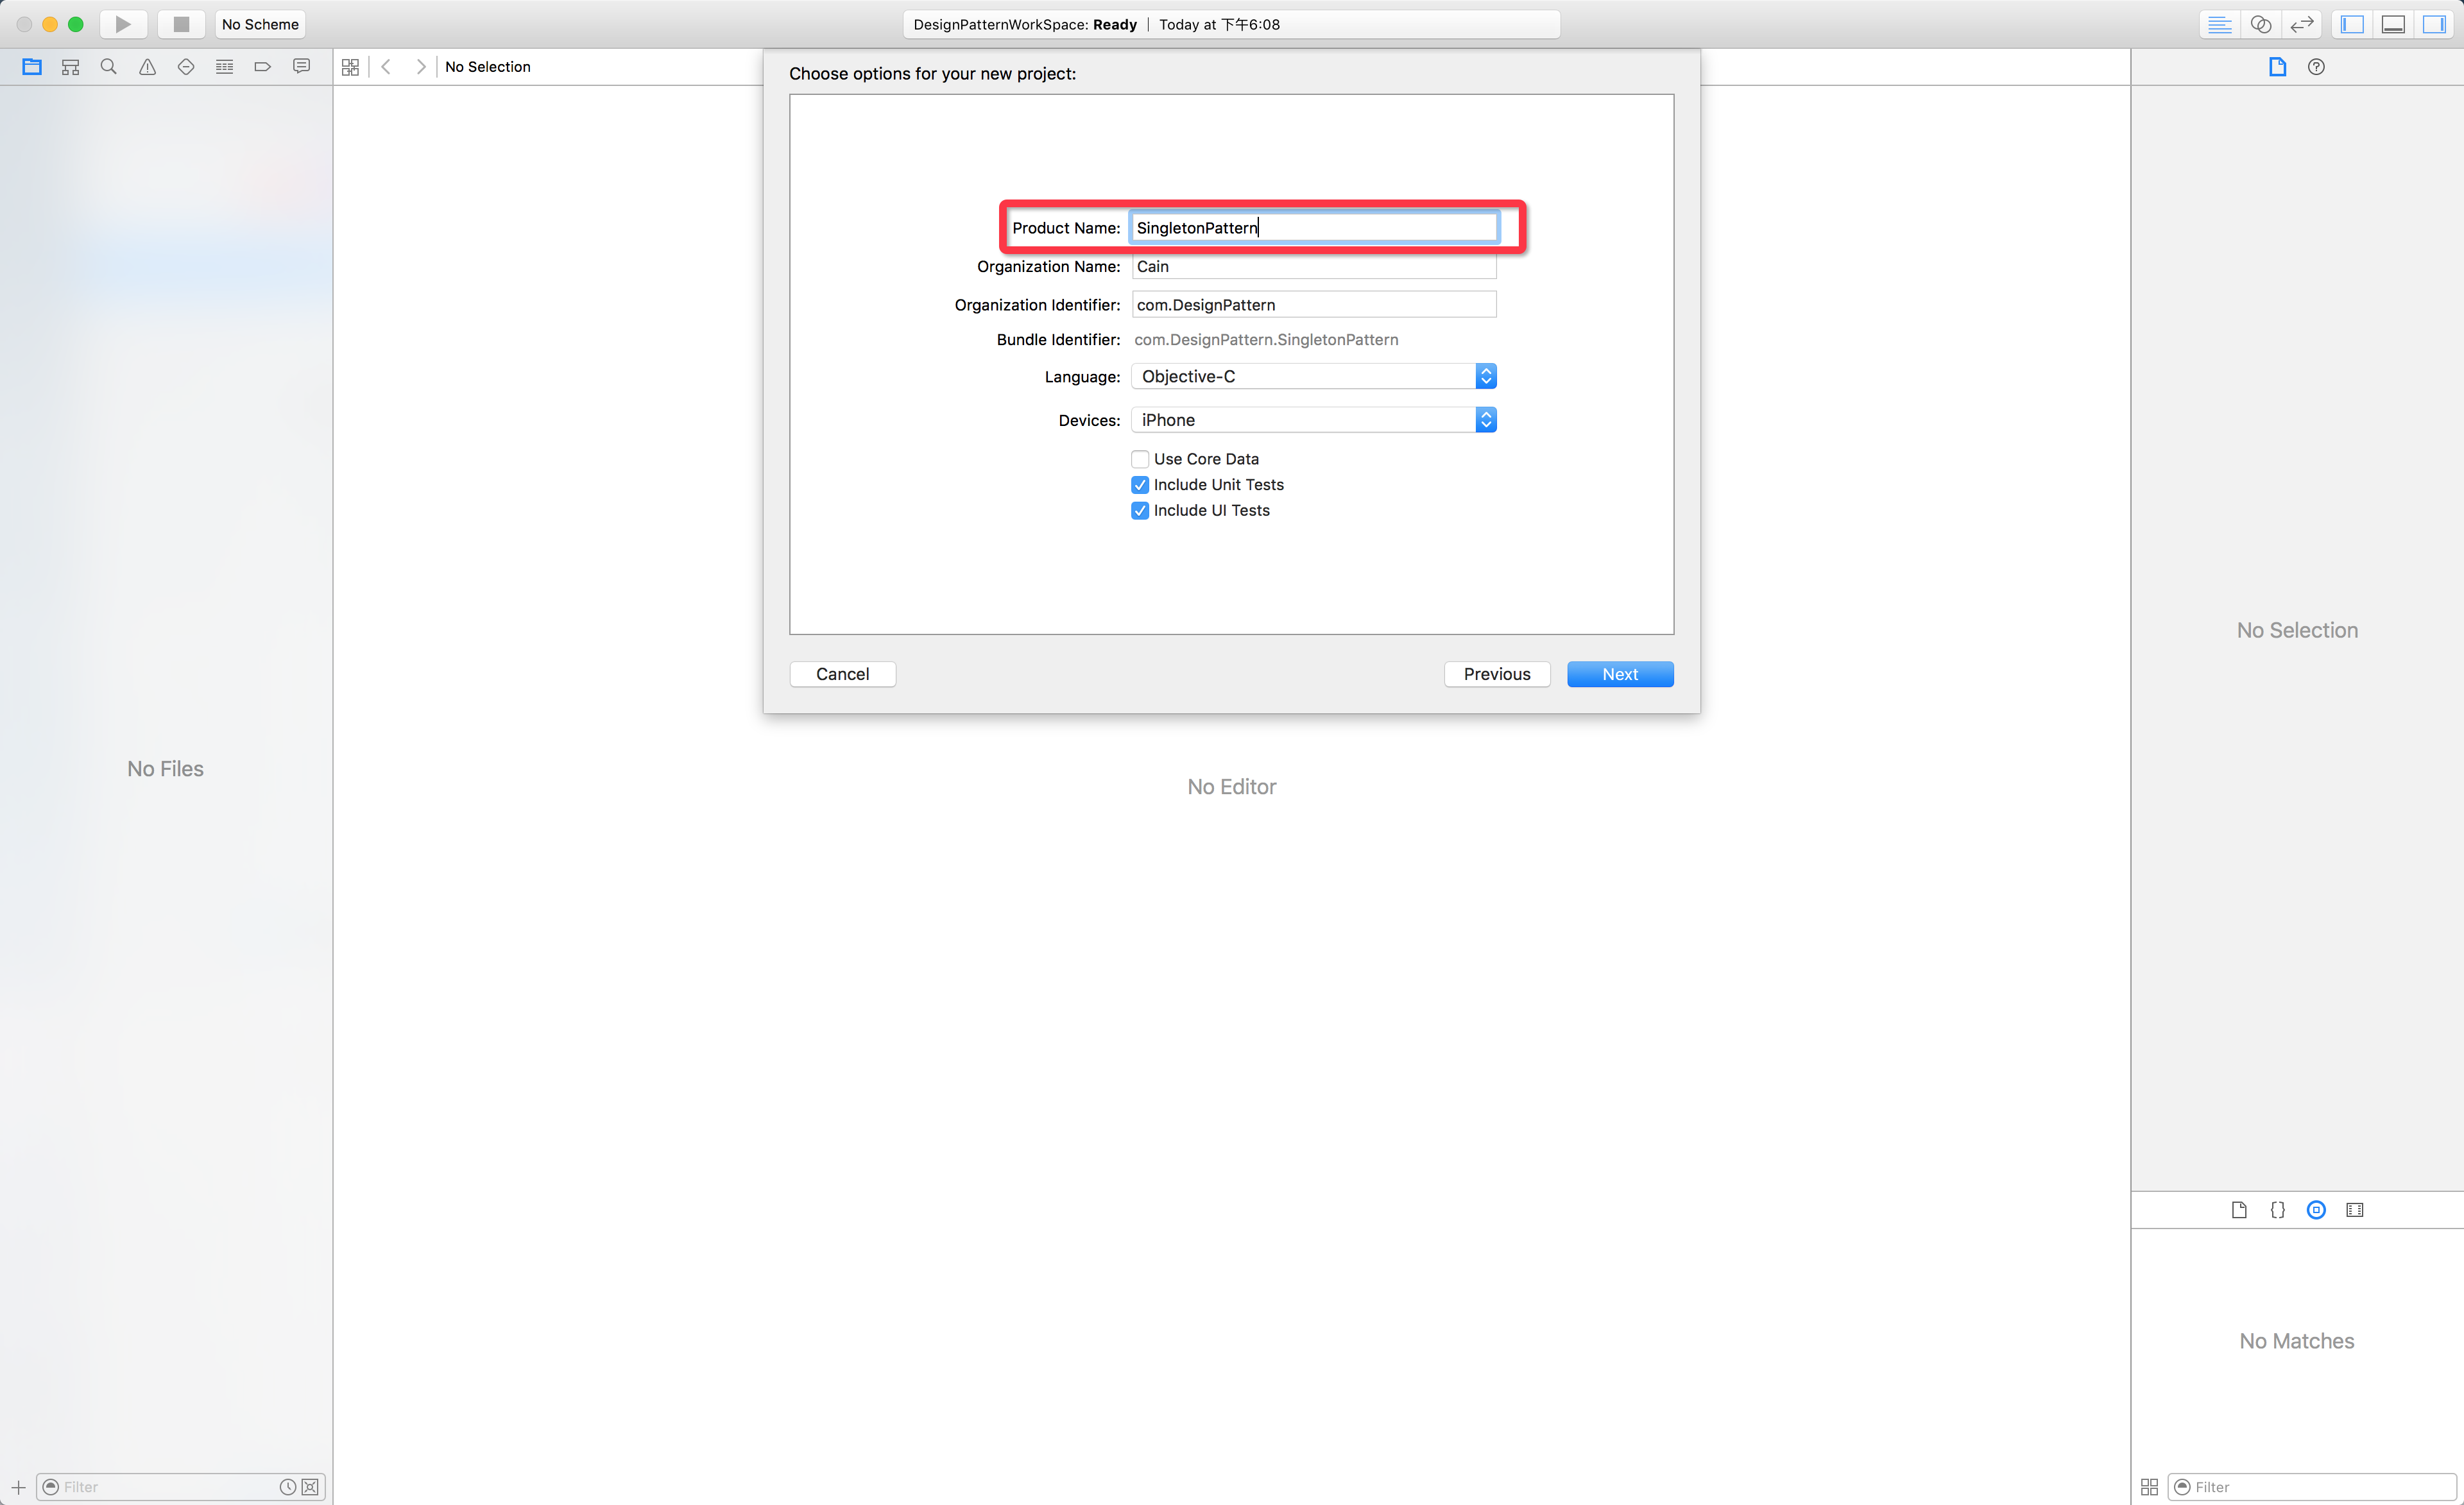 No Scheme
DesignPatternWorkSpace: Ready | Today at 下午6:08
No Selection
Choose options for your new project:
Product Name: SingletonPattern
Organization Name: Cain
Organization Identifier: com.DesignPattern
Bundle Identifier: com.DesignPattern.SingletonPattern
Language: Objective-C
Devices: iPhone
Use Core Data
Include Unit Tests
Include UI Tests
Cancel
Previous
Next
No Selection
No Files
No Editor
No Matches
Filter
Filter